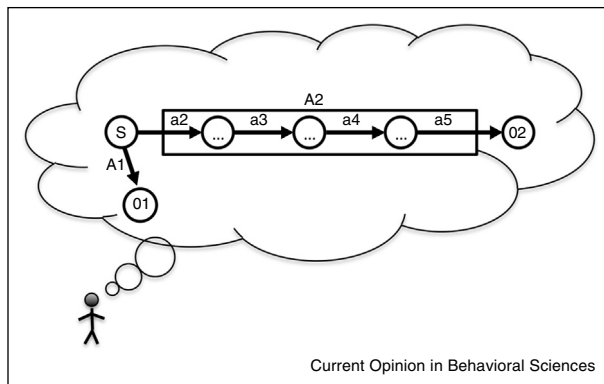 A2
S
a2
...
a3
...
a4
...
a5
02
A1
01
Current Opinion in Behavioral Sciences